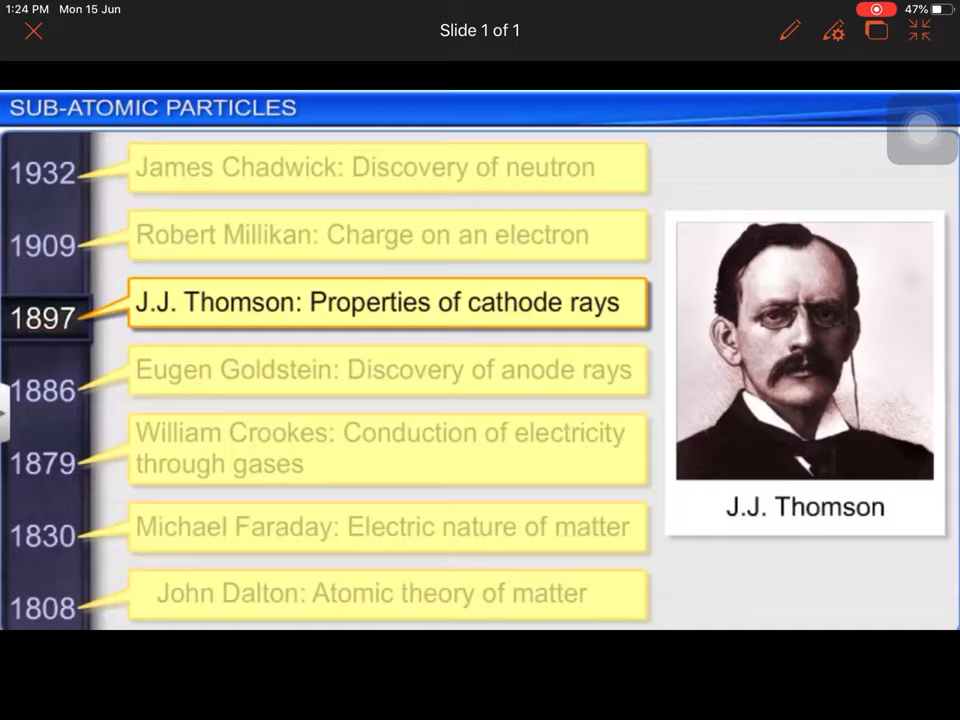 1:24 PM Mon 15 Jun
47%
Slide 1 of 1
SUB-ATOMIC PARTICLES
1932
James Chadwick: Discovery of neutron
1909
Robert Millikan: Charge on an electron
1897
J.J. Thomson: Properties of cathode rays
1886
Eugen Goldstein: Discovery of anode rays
1879
William Crookes: Conduction of electricity
through gases
1830
Michael Faraday: Electric nature of matter
1808
John Dalton: Atomic theory of matter
J.J. Thomson